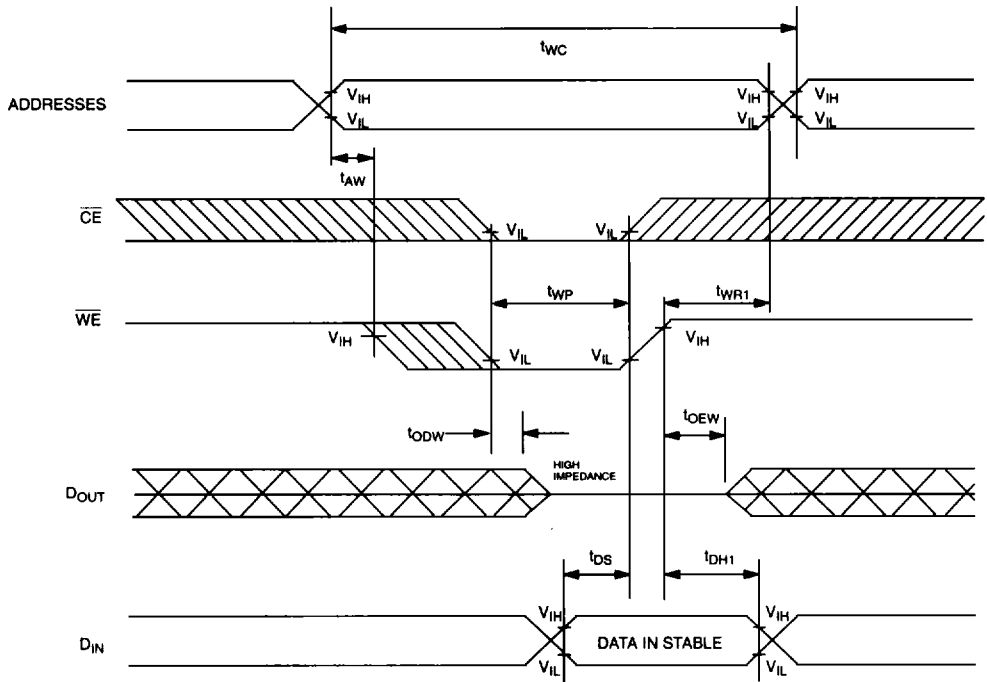 tWC
ADDRESSES
VIH VIH VIH
VIL VIL VIL
tAW
CE
VIL VIL
tWP tWR1
WE
VIH VIH
VIL VIL
tODW tOEW
HIGH
IMPEDANCE
DOUT
tDS tDH1
VIH VIH
DIN DATA IN STABLE
VIL VIL